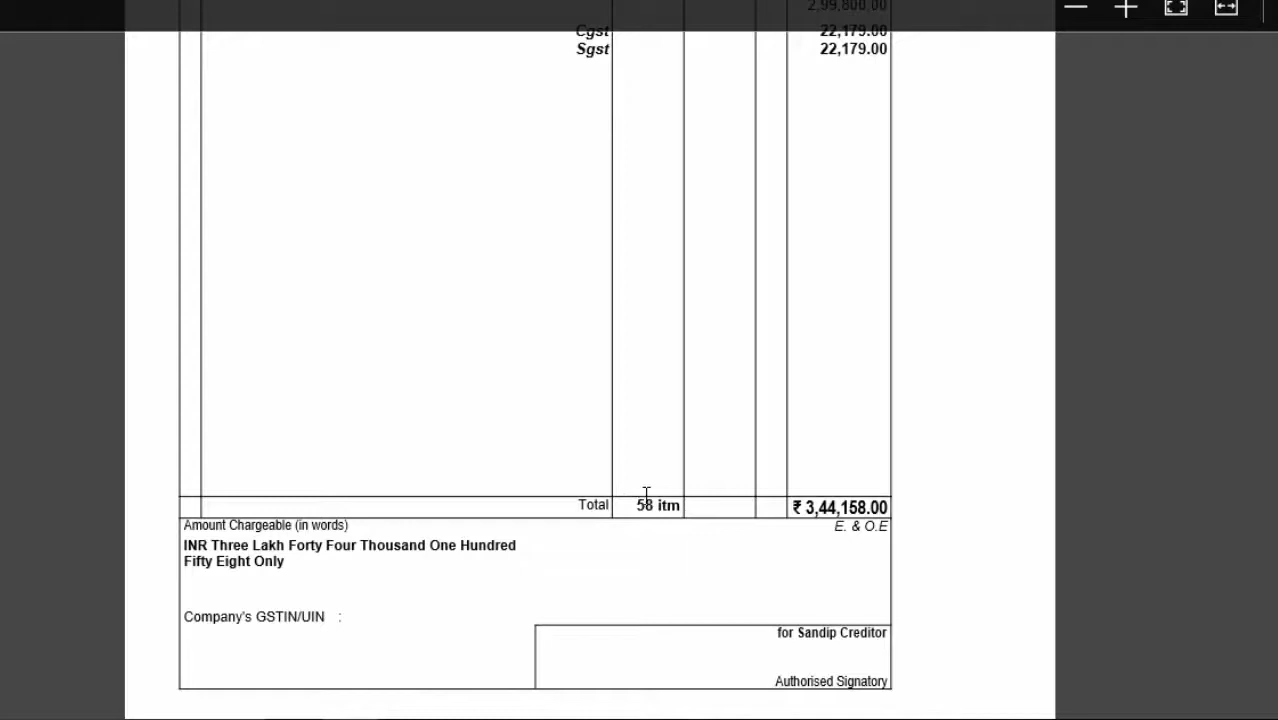 2,99,800.00
Cgst 22,179.00
Sgst 22,179.00
Total 58 itm ₹ 3,44,158.00
Amount Chargeable (in words) E. & O.E
INR Three Lakh Forty Four Thousand One Hundred
Fifty Eight Only
Company's GSTIN/UIN :
for Sandip Creditor
Authorised Signatory